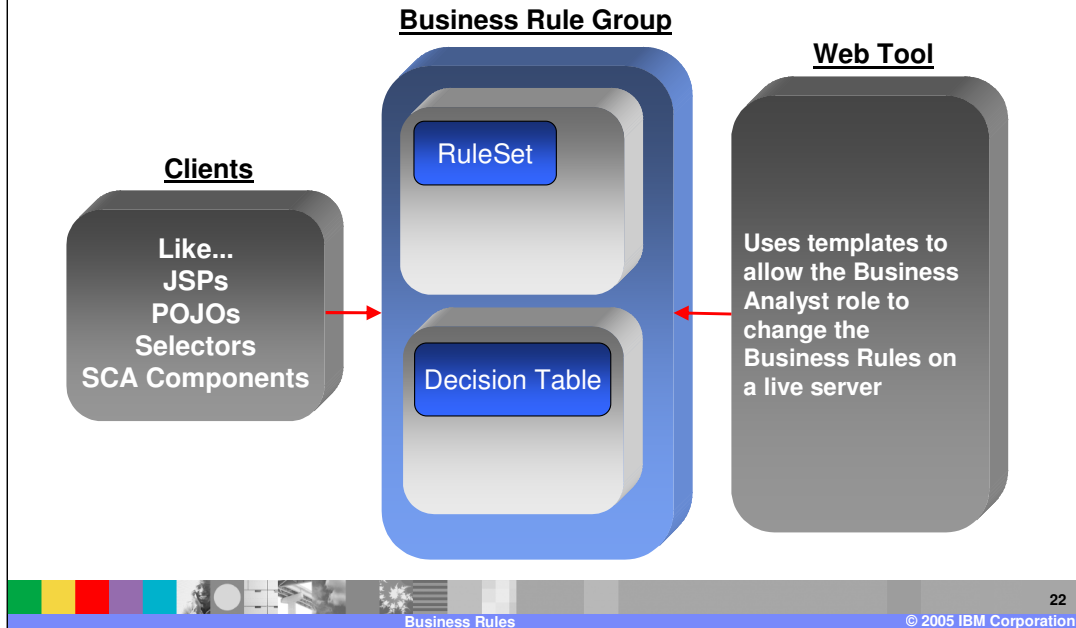 Business Rule Group
Web Tool
Clients
RuleSet
Like...
JSPs
POJOs
Selectors
SCA Components
Decision Table
Uses templates to
allow the Business
Analyst role to
change the
Business Rules on
a live server
22
Business Rules
© 2005 IBM Corporation